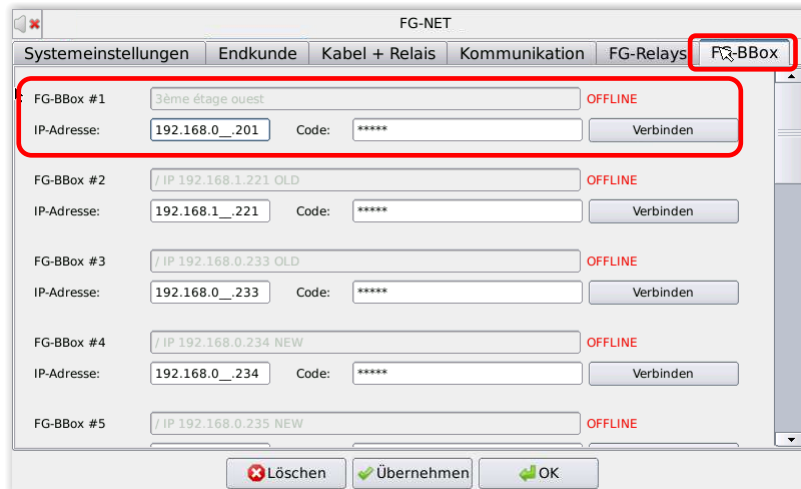 FG-NET
Systemeinstellungen Endkunde Kabel + Relais Kommunikation FG-Relays FG-BBox
FG-BBox #1 3ème étage ouest OFFLINE
IP-Adresse: 192.168.0__.201 Code: ***** Verbinden
FG-BBox #2 / IP 192.168.1.221 OLD OFFLINE
IP-Adresse: 192.168.1__.221 Code: ***** Verbinden
FG-BBox #3 / IP 192.168.0.233 OLD OFFLINE
IP-Adresse: 192.168.0__.233 Code: ***** Verbinden
FG-BBox #4 / IP 192.168.0.234 NEW OFFLINE
IP-Adresse: 192.168.0__.234 Code: ***** Verbinden
FG-BBox #5 / IP 192.168.0.235 NEW OFFLINE
Löschen Übernehmen OK